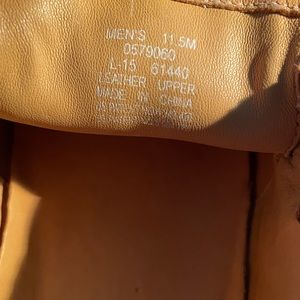 MEN'S 11.5M
0579060
L-15 61440
LEATHER UPPER
MADE IN CHINA